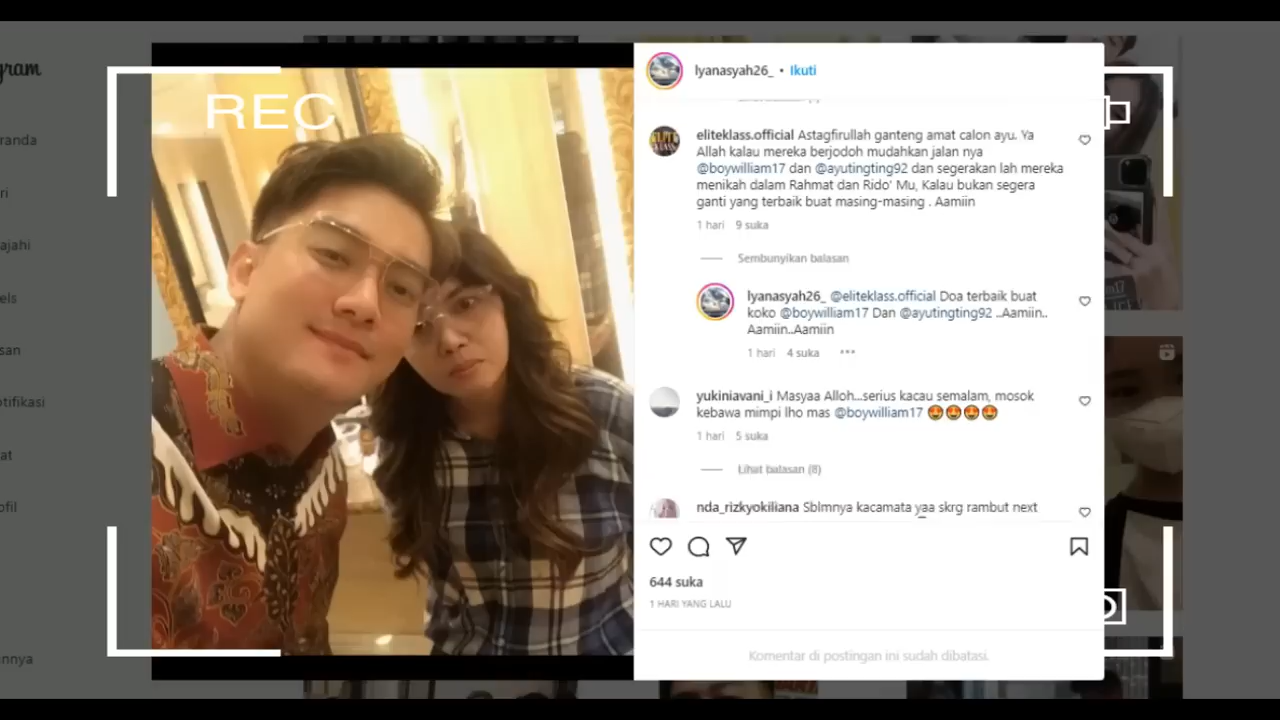 gram
REC
lyanasyah26_ • Ikuti
eliteklass.official Astagfirullah ganteng amat calon ayu. Ya
Allah kalau mereka berjodoh mudahkan jalan nya
@boywilliam17 dan @ayutingting92 dan segerakan lah mereka
menikah dalam Rahmat dan Rido' Mu, Kalau bukan segera
ganti yang terbaik buat masing-masing . Aamiin
1 hari 9 suka
Sembunyikan balasan
lyanasyah26_ @eliteklass.official Doa terbaik buat
koko @boywilliam17 Dan @ayutingting92 ..Aamiin..
Aamiin..Aamiin
1 hari 4 suka •••
yukiniavani_i Masyaa Alloh...serius kacau semalam, mosok
kebawa mimpi lho mas @boywilliam17 😍😍😍😍
1 hari 5 suka
Lihat balasan (8)
nda_rizkyokiliana Sblmnya kacamata yaa skrg rambut next
644 suka
1 HARI YANG LALU
Komentar di postingan ini sudah dibatasi.
randa
ri
ajahi
els
san
otifikasi
at
ofil
nnya